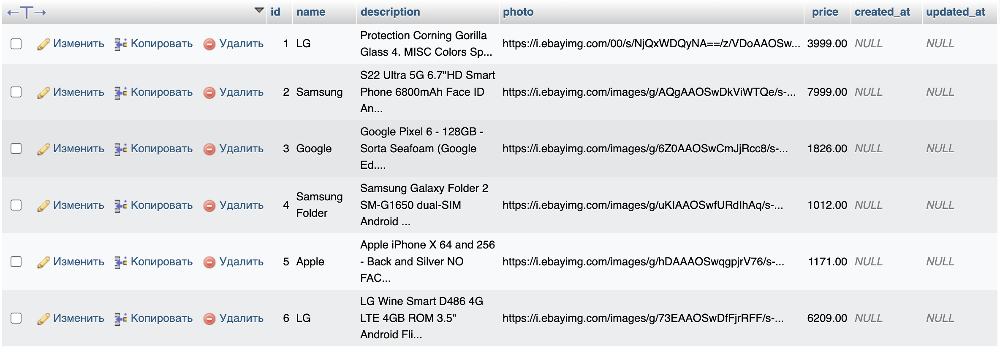 id name description photo price created_at updated_at
Изменить Копировать Удалить 1 LG Protection Corning Gorilla Glass 4. MISC Colors Sp... https://i.ebayimg.com/00/s/NjQxWDQyNA==/z/VDoAAOSw... 3999.00 NULL NULL
Изменить Копировать Удалить 2 Samsung S22 Ultra 5G 6.7"HD Smart Phone 6800mAh Face ID An... https://i.ebayimg.com/images/g/AQgAAOSwDkViWTQe/s-... 7999.00 NULL NULL
Изменить Копировать Удалить 3 Google Google Pixel 6 - 128GB - Sorta Seafoam (Google Ed.... https://i.ebayimg.com/images/g/6Z0AAOSwCmJjRcc8/s-... 1826.00 NULL NULL
Изменить Копировать Удалить 4 Samsung Folder Samsung Galaxy Folder 2 SM-G1650 dual-SIM Android ... https://i.ebayimg.com/images/g/uKIAAOSwfURdIhAq/s-... 1012.00 NULL NULL
Изменить Копировать Удалить 5 Apple Apple iPhone X 64 and 256 - Back and Silver NO FAC... https://i.ebayimg.com/images/g/hDAAAOSwqgpjrV76/s-... 1171.00 NULL NULL
Изменить Копировать Удалить 6 LG LG Wine Smart D486 4G LTE 4GB ROM 3.5" Android Fli... https://i.ebayimg.com/images/g/73EAAOSwDfFjrRFF/s-... 6209.00 NULL NULL